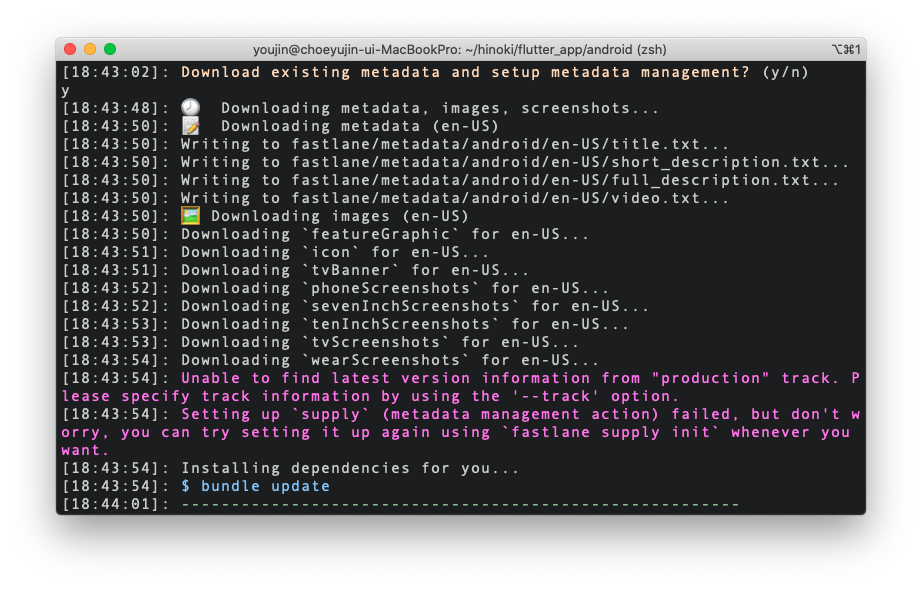 youjin@choeyujin-ui-MacBookPro: ~/hinoki/flutter_app/android (zsh)
⌥⌘1
[18:43:02]: Download existing metadata and setup metadata management? (y/n)
y
[18:43:48]: 🕗 Downloading metadata, images, screenshots...
[18:43:50]: 📝 Downloading metadata (en-US)
[18:43:50]: Writing to fastlane/metadata/android/en-US/title.txt...
[18:43:50]: Writing to fastlane/metadata/android/en-US/short_description.txt...
[18:43:50]: Writing to fastlane/metadata/android/en-US/full_description.txt...
[18:43:50]: Writing to fastlane/metadata/android/en-US/video.txt...
[18:43:50]: 🖼️ Downloading images (en-US)
[18:43:50]: Downloading `featureGraphic` for en-US...
[18:43:51]: Downloading `icon` for en-US...
[18:43:51]: Downloading `tvBanner` for en-US...
[18:43:52]: Downloading `phoneScreenshots` for en-US...
[18:43:52]: Downloading `sevenInchScreenshots` for en-US...
[18:43:53]: Downloading `tenInchScreenshots` for en-US...
[18:43:53]: Downloading `tvScreenshots` for en-US...
[18:43:54]: Downloading `wearScreenshots` for en-US...
[18:43:54]: Unable to find latest version information from "production" track. P
lease specify track information by using the '--track' option.
[18:43:54]: Setting up `supply` (metadata management action) failed, but don't w
orry, you can try setting it up again using `fastlane supply init` whenever you
want.
[18:43:54]: Installing dependencies for you...
[18:43:54]: $ bundle update
[18:44:01]: --------------------------------------------------------